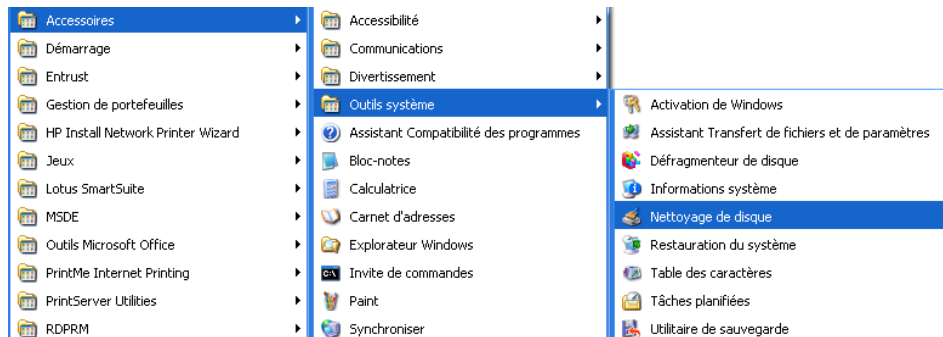 Accessoires
Démarrage
Entrust
Gestion de portefeuilles
HP Install Network Printer Wizard
Jeux
Lotus SmartSuite
MSDE
Outils Microsoft Office
PrintMe Internet Printing
PrintServer Utilities
RDPRM
Accessibilité
Communications
Divertissement
Outils système
Assistant Compatibilité des programmes
Bloc-notes
Calculatrice
Carnet d'adresses
Explorateur Windows
Invite de commandes
Paint
Synchroniser
Activation de Windows
Assistant Transfert de fichiers et de paramètres
Défragmenteur de disque
Informations système
Nettoyage de disque
Restauration du système
Table des caractères
Tâches planifiées
Utilitaire de sauvegarde